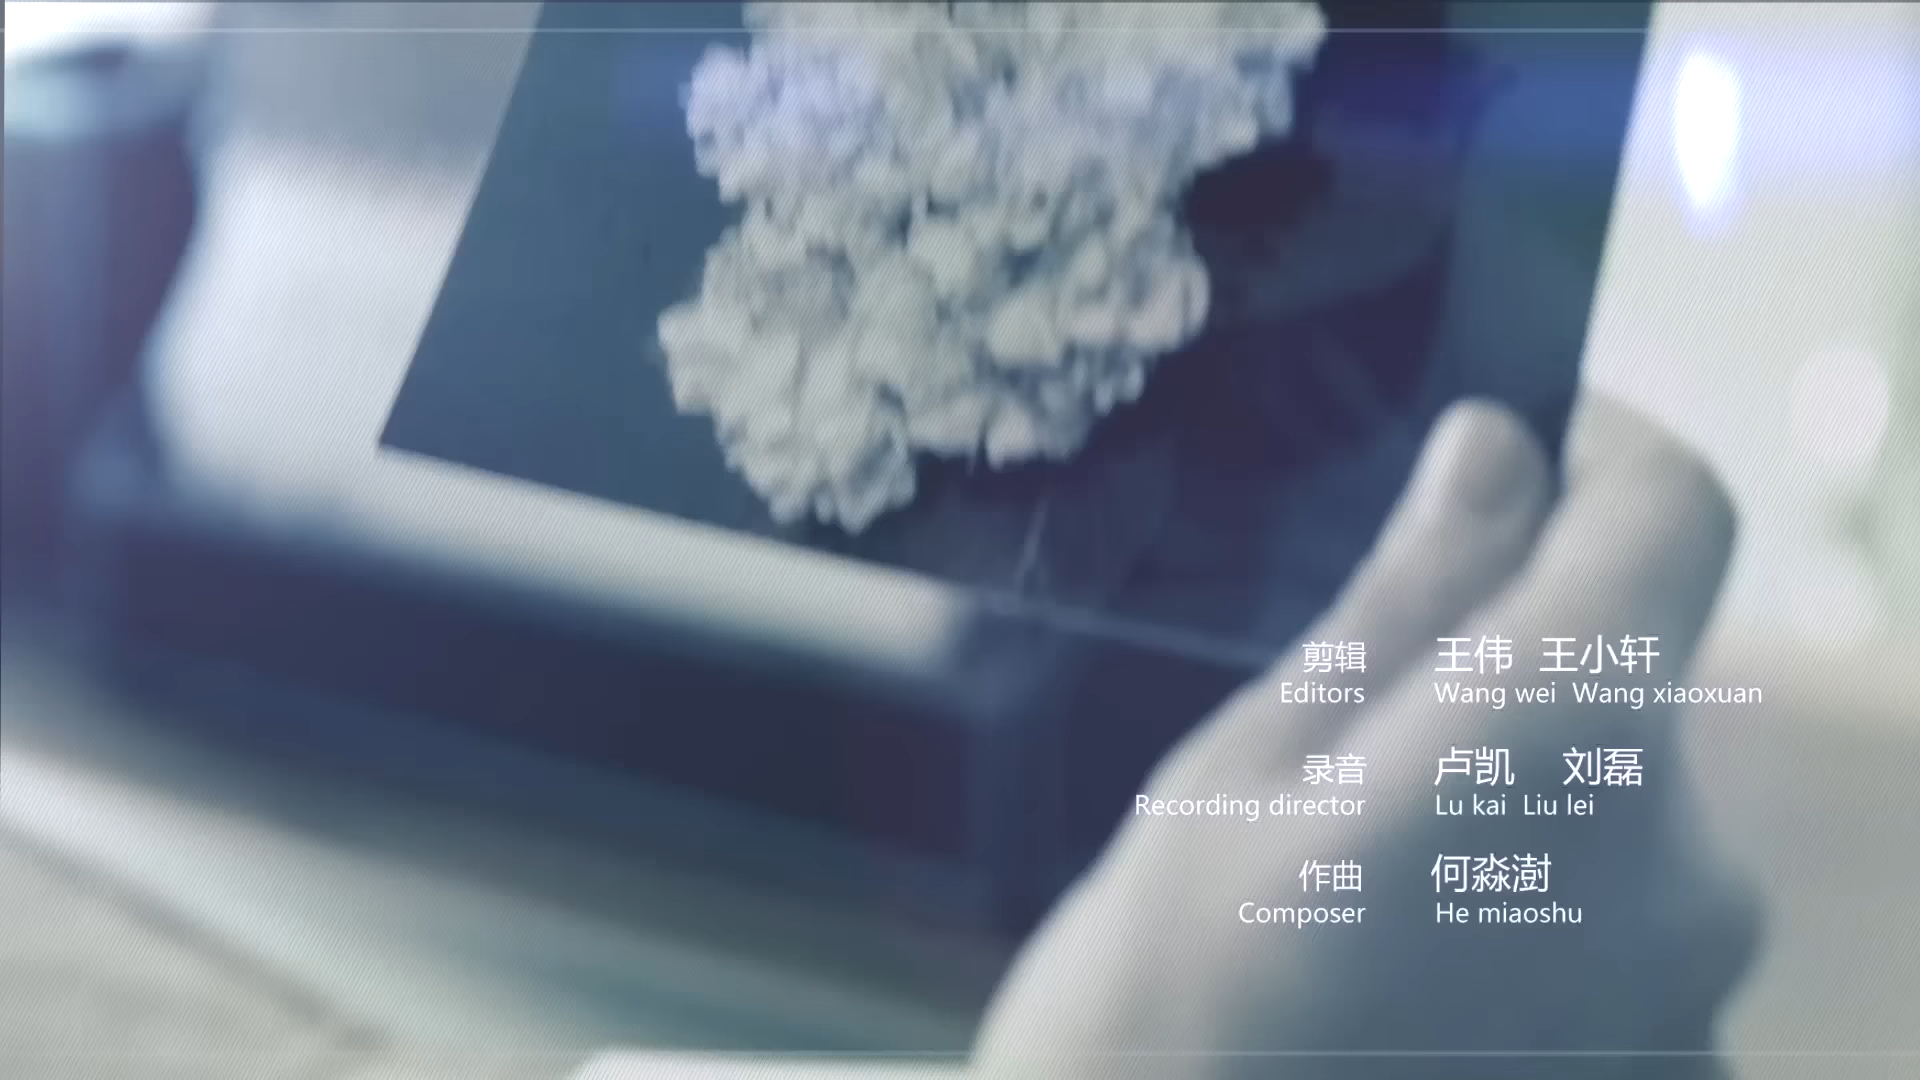 剪辑 王伟 王小轩
Editors Wang wei Wang xiaoxuan
录音 卢凯 刘磊
Recording director Lu kai Liu lei
作曲 何淼澍
Composer He miaoshu